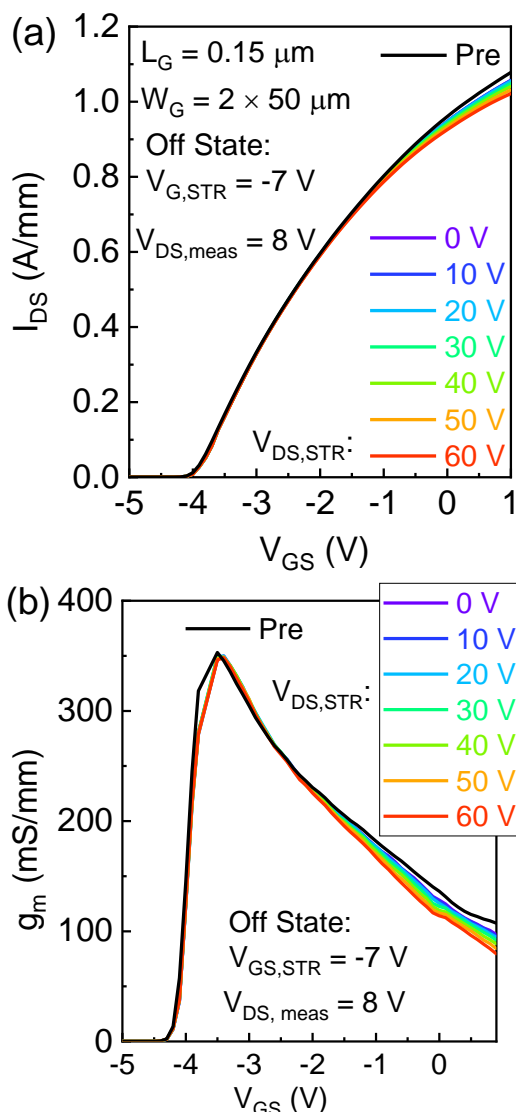 (a)
1.2
1.0
0.8
0.6
0.4
0.2
0.0
I_DS (A/mm)
L_G = 0.15 μm
Pre
W_G = 2 × 50 μm
Off State:
V_G,STR = -7 V
V_DS,meas = 8 V
0 V
10 V
20 V
30 V
40 V
50 V
V_DS,STR:
60 V
-5 -4 -3 -2 -1 0 1
V_GS (V)
(b)
400
300
200
100
0
g_m (mS/mm)
Pre
0 V
10 V
V_DS,STR:
20 V
30 V
40 V
50 V
60 V
Off State:
V_GS,STR = -7 V
V_DS, meas = 8 V
-5 -4 -3 -2 -1 0
V_GS (V)